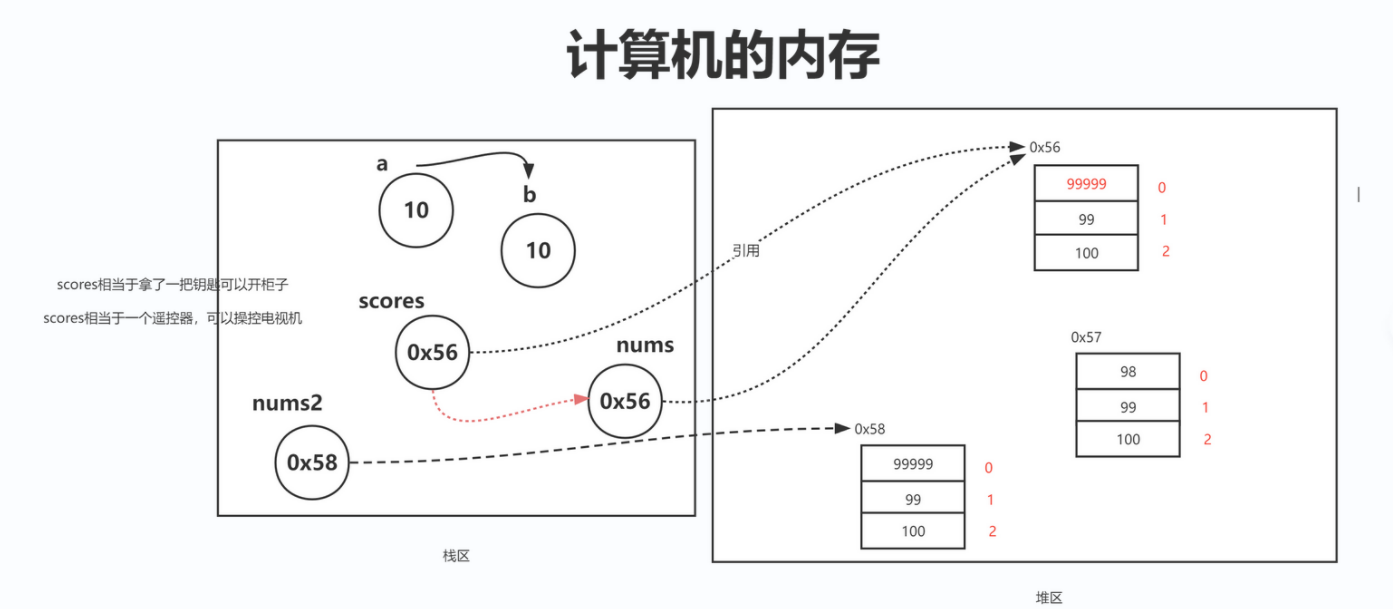 计算机的内存
a
10
b
10
scores相当于拿了一把钥匙可以开柜子
scores相当于一个遥控器，可以操控电视机
scores
0x56
nums
0x56
nums2
0x58
栈区
引用
0x56
99999 0
99 1
100 2
0x57
98 0
99 1
100 2
0x58
99999 0
99 1
100 2
堆区